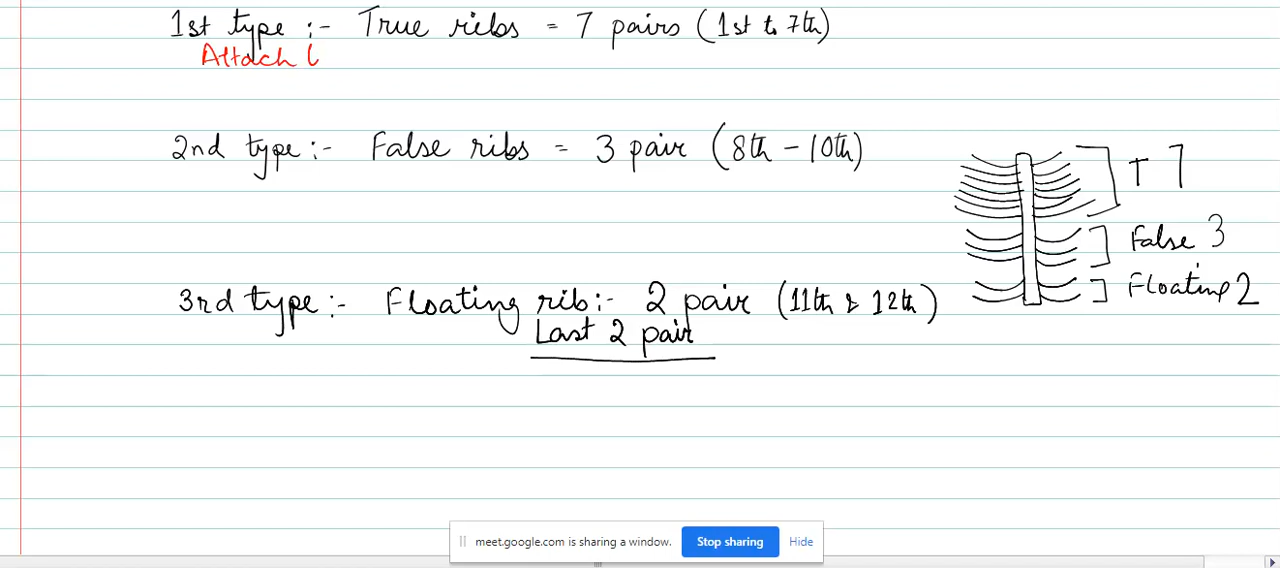 1st type :- True ribs = 7 pairs (1st to 7th)
Attach
2nd type :- False ribs = 3 pair (8th - 10th)
T 7
False 3
Floating 2
3rd type :- Floating rib :- 2 pair (11th & 12th)
Last 2 pair
meet.google.com is sharing a window. Stop sharing Hide